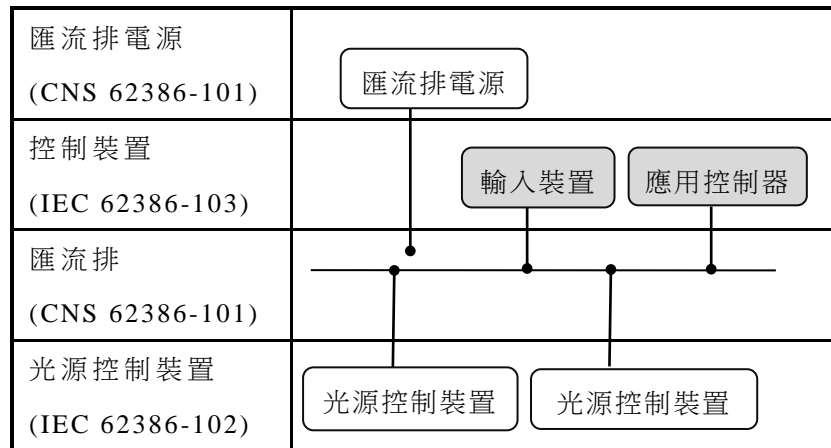 匯流排電源
(CNS 62386-101)
匯流排電源
控制裝置
(IEC 62386-103)
輸入裝置
應用控制器
匯流排
(CNS 62386-101)
光源控制裝置
(IEC 62386-102)
光源控制裝置
光源控制裝置